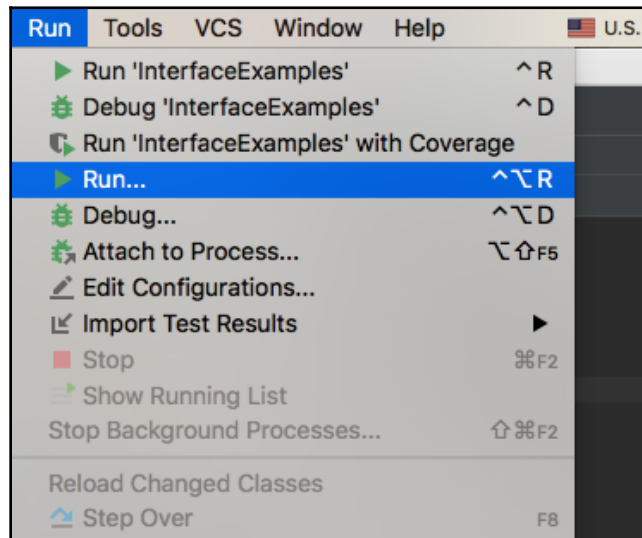 Run Tools VCS Window Help U.S.
Run 'InterfaceExamples' ^R
Debug 'InterfaceExamples' ^D
Run 'InterfaceExamples' with Coverage
Run... ^⌥R
Debug... ^⌥D
Attach to Process... ⌥⇧F5
Edit Configurations...
Import Test Results ▶
Stop ⌘F2
Show Running List
Stop Background Processes... ⇧⌘F2
Reload Changed Classes
Step Over F8